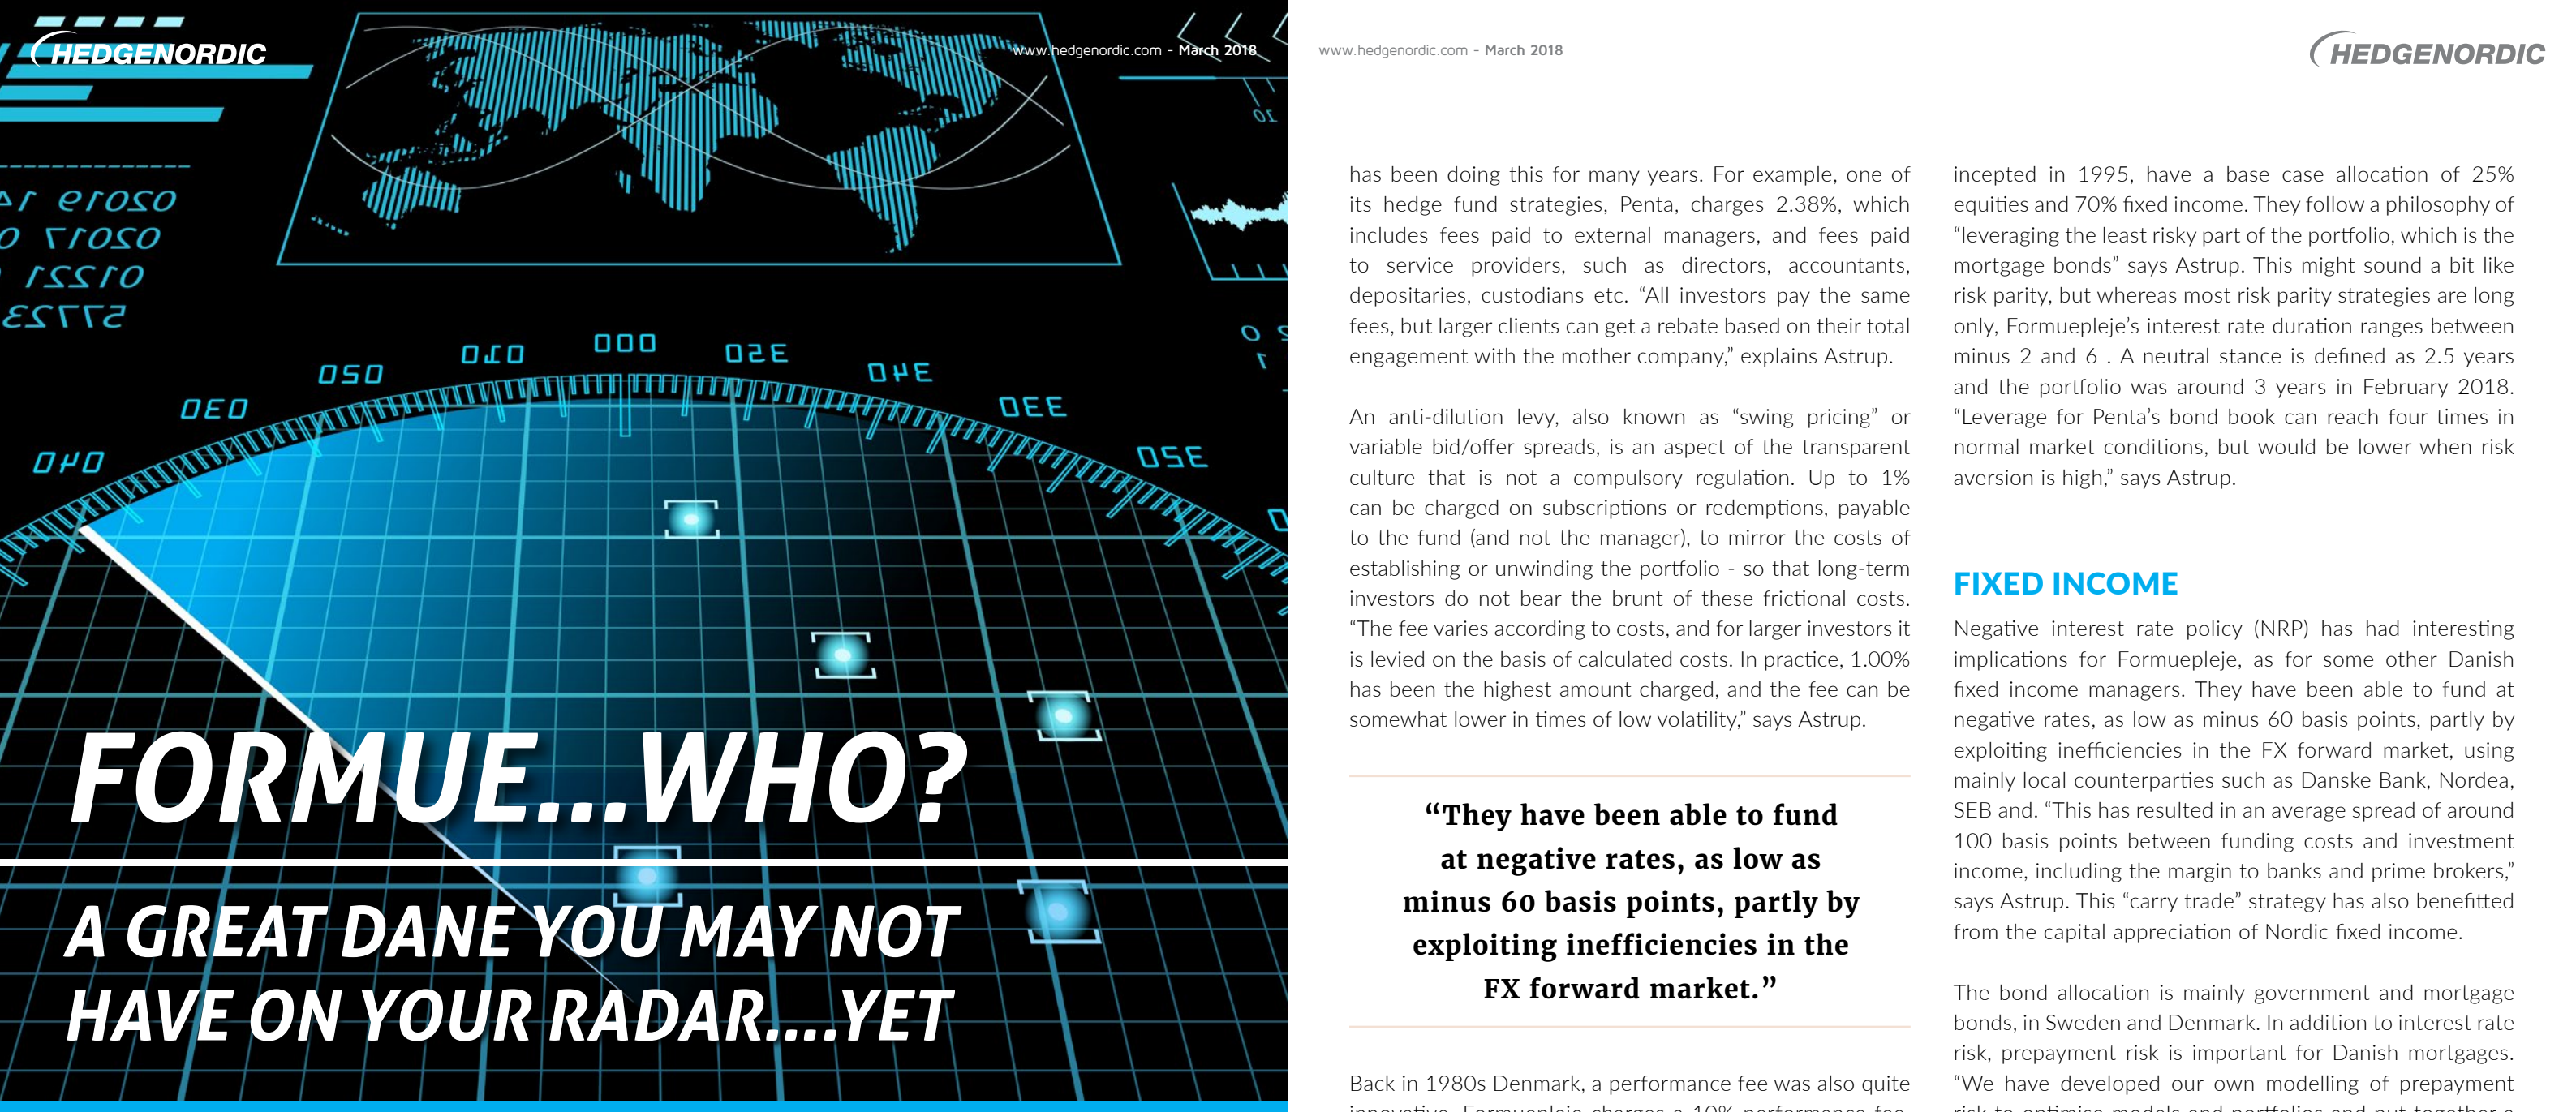 HEDGENORDIC
www.hedgenordic.com - March 2018
FORMUE...WHO?
A GREAT DANE YOU MAY NOT
HAVE ON YOUR RADAR....YET
www.hedgenordic.com - March 2018
HEDGENORDIC
has been doing this for many years. For example, one of
its hedge fund strategies, Penta, charges 2.38%, which
includes fees paid to external managers, and fees paid
to service providers, such as directors, accountants,
depositaries, custodians etc. “All investors pay the same
fees, but larger clients can get a rebate based on their total
engagement with the mother company,” explains Astrup.
An anti-dilution levy, also known as “swing pricing” or
variable bid/offer spreads, is an aspect of the transparent
culture that is not a compulsory regulation. Up to 1%
can be charged on subscriptions or redemptions, payable
to the fund (and not the manager), to mirror the costs of
establishing or unwinding the portfolio - so that long-term
investors do not bear the brunt of these frictional costs.
“The fee varies according to costs, and for larger investors it
is levied on the basis of calculated costs. In practice, 1.00%
has been the highest amount charged, and the fee can be
somewhat lower in times of low volatility,” says Astrup.
“They have been able to fund
at negative rates, as low as
minus 60 basis points, partly by
exploiting inefficiencies in the
FX forward market.”
Back in 1980s Denmark, a performance fee was also quite
innovative. Formuepleje charges a 10% performance fee,
incepted in 1995, have a base case allocation of 25%
equities and 70% fixed income. They follow a philosophy of
“leveraging the least risky part of the portfolio, which is the
mortgage bonds” says Astrup. This might sound a bit like
risk parity, but whereas most risk parity strategies are long
only, Formuepleje’s interest rate duration ranges between
minus 2 and 6 . A neutral stance is defined as 2.5 years
and the portfolio was around 3 years in February 2018.
“Leverage for Penta’s bond book can reach four times in
normal market conditions, but would be lower when risk
aversion is high,” says Astrup.
FIXED INCOME
Negative interest rate policy (NRP) has had interesting
implications for Formuepleje, as for some other Danish
fixed income managers. They have been able to fund at
negative rates, as low as minus 60 basis points, partly by
exploiting inefficiencies in the FX forward market, using
mainly local counterparties such as Danske Bank, Nordea,
SEB and. “This has resulted in an average spread of around
100 basis points between funding costs and investment
income, including the margin to banks and prime brokers,”
says Astrup. This “carry trade” strategy has also benefitted
from the capital appreciation of Nordic fixed income.
The bond allocation is mainly government and mortgage
bonds, in Sweden and Denmark. In addition to interest rate
risk, prepayment risk is important for Danish mortgages.
“We have developed our own modelling of prepayment
risk to optimise models and portfolios and put together a